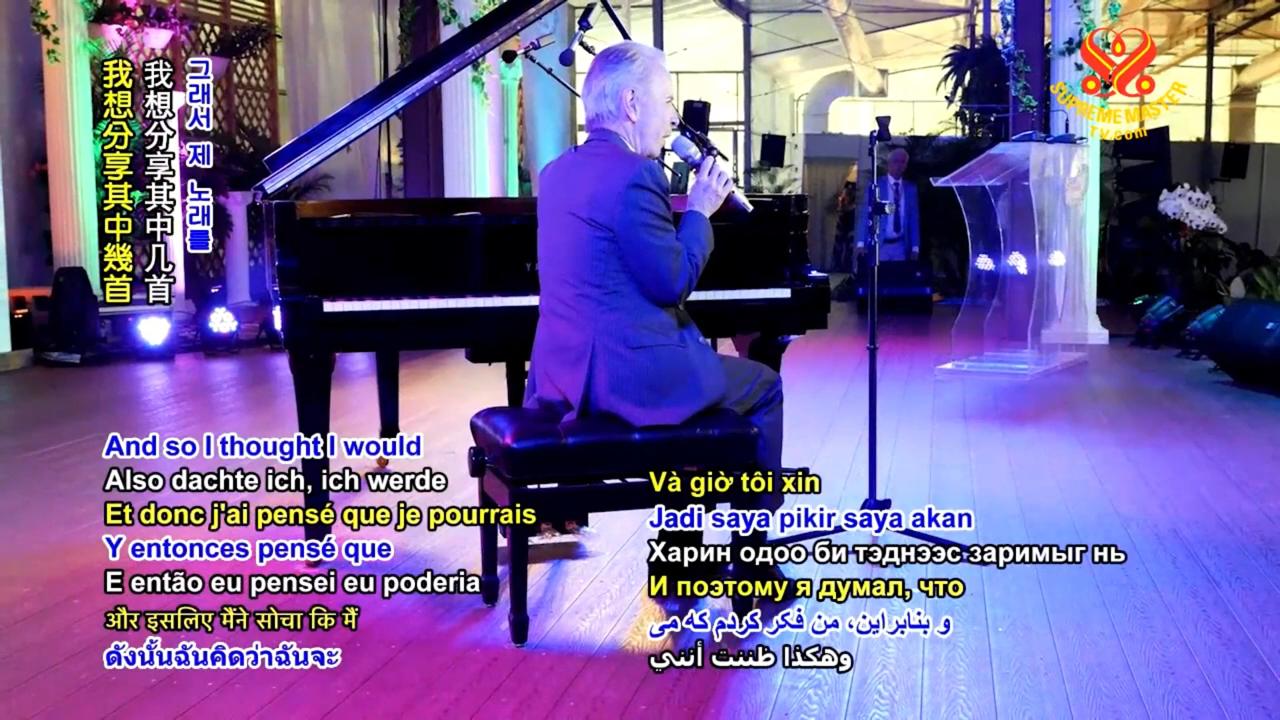 그래서 제 노래를
我想分享其中几首
我想分享其中幾首
SUPREME MASTER
TV.com
And so I thought I would
Also dachte ich, ich werde
Et donc j'ai pensé que je pourrais
Y entonces pensé que
E então eu pensei eu poderia
और इसलिए मैंने सोचा कि मैं
ดังนั้นฉันคิดว่าฉันจะ
Và giờ tôi xin
Jadi saya pikir saya akan
Харин одоо би тэднээс заримыг нь
И поэтому я думал, что
و بنابراین، من فکر کردم که می
وهكذا ظننت أنني